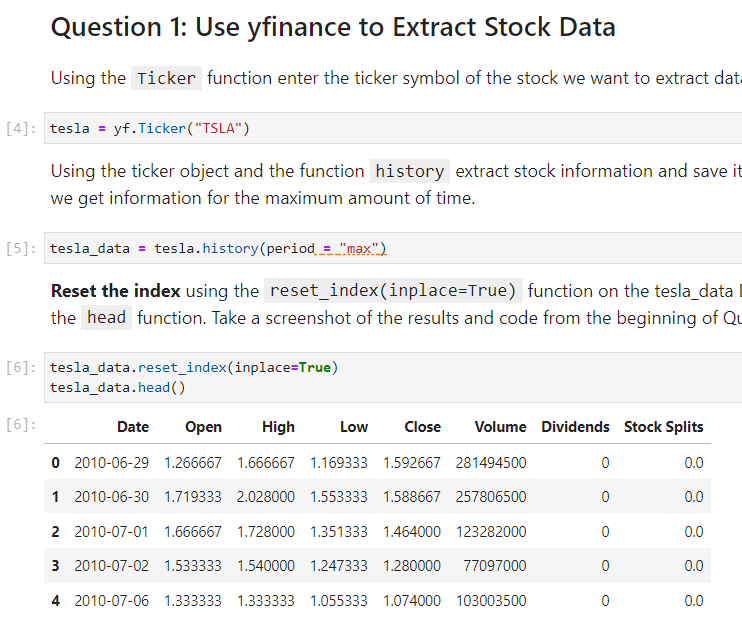 Question 1: Use yfinance to Extract Stock Data
Using the Ticker function enter the ticker symbol of the stock we want to extract data
[4]: tesla = yf.Ticker("TSLA")
Using the ticker object and the function history extract stock information and save it
we get information for the maximum amount of time.
[5]: tesla_data = tesla.history(period = "max")
Reset the index using the reset_index(inplace=True) function on the tesla_data
the head function. Take a screenshot of the results and code from the beginning of Qu
[6]: tesla_data.reset_index(inplace=True)
tesla_data.head()
[6]: Date Open High Low Close Volume Dividends Stock Splits
0 2010-06-29 1.266667 1.666667 1.169333 1.592667 281494500 0 0.0
1 2010-06-30 1.719333 2.028000 1.553333 1.588667 257806500 0 0.0
2 2010-07-01 1.666667 1.728000 1.351333 1.464000 123282000 0 0.0
3 2010-07-02 1.533333 1.540000 1.247333 1.280000 77097000 0 0.0
4 2010-07-06 1.333333 1.333333 1.055333 1.074000 103003500 0 0.0